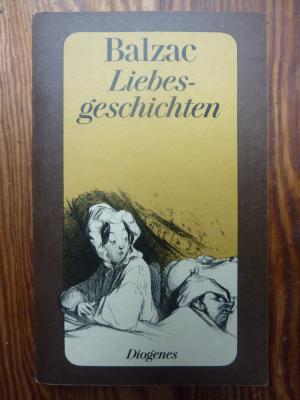 Balzac
Liebes-
geschichten
Diogenes